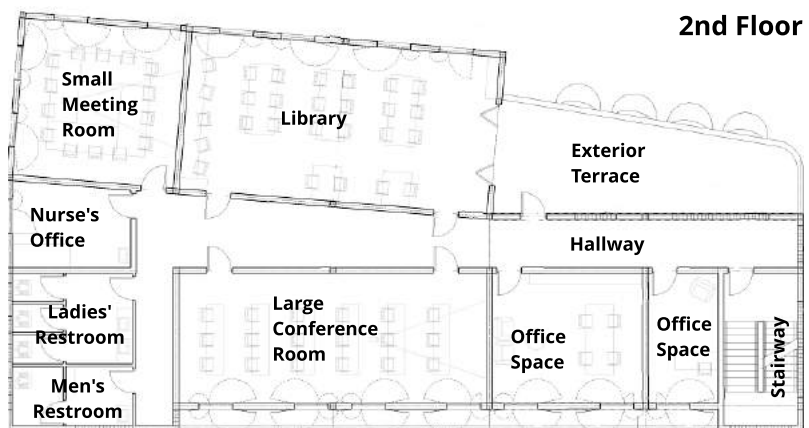 2nd Floor
Small
Meeting
Room
Library
Exterior
Terrace
Nurse's
Office
Hallway
Ladies'
Restroom
Large
Conference
Room
Office
Space
Office
Space
Stairway
Men's
Restroom